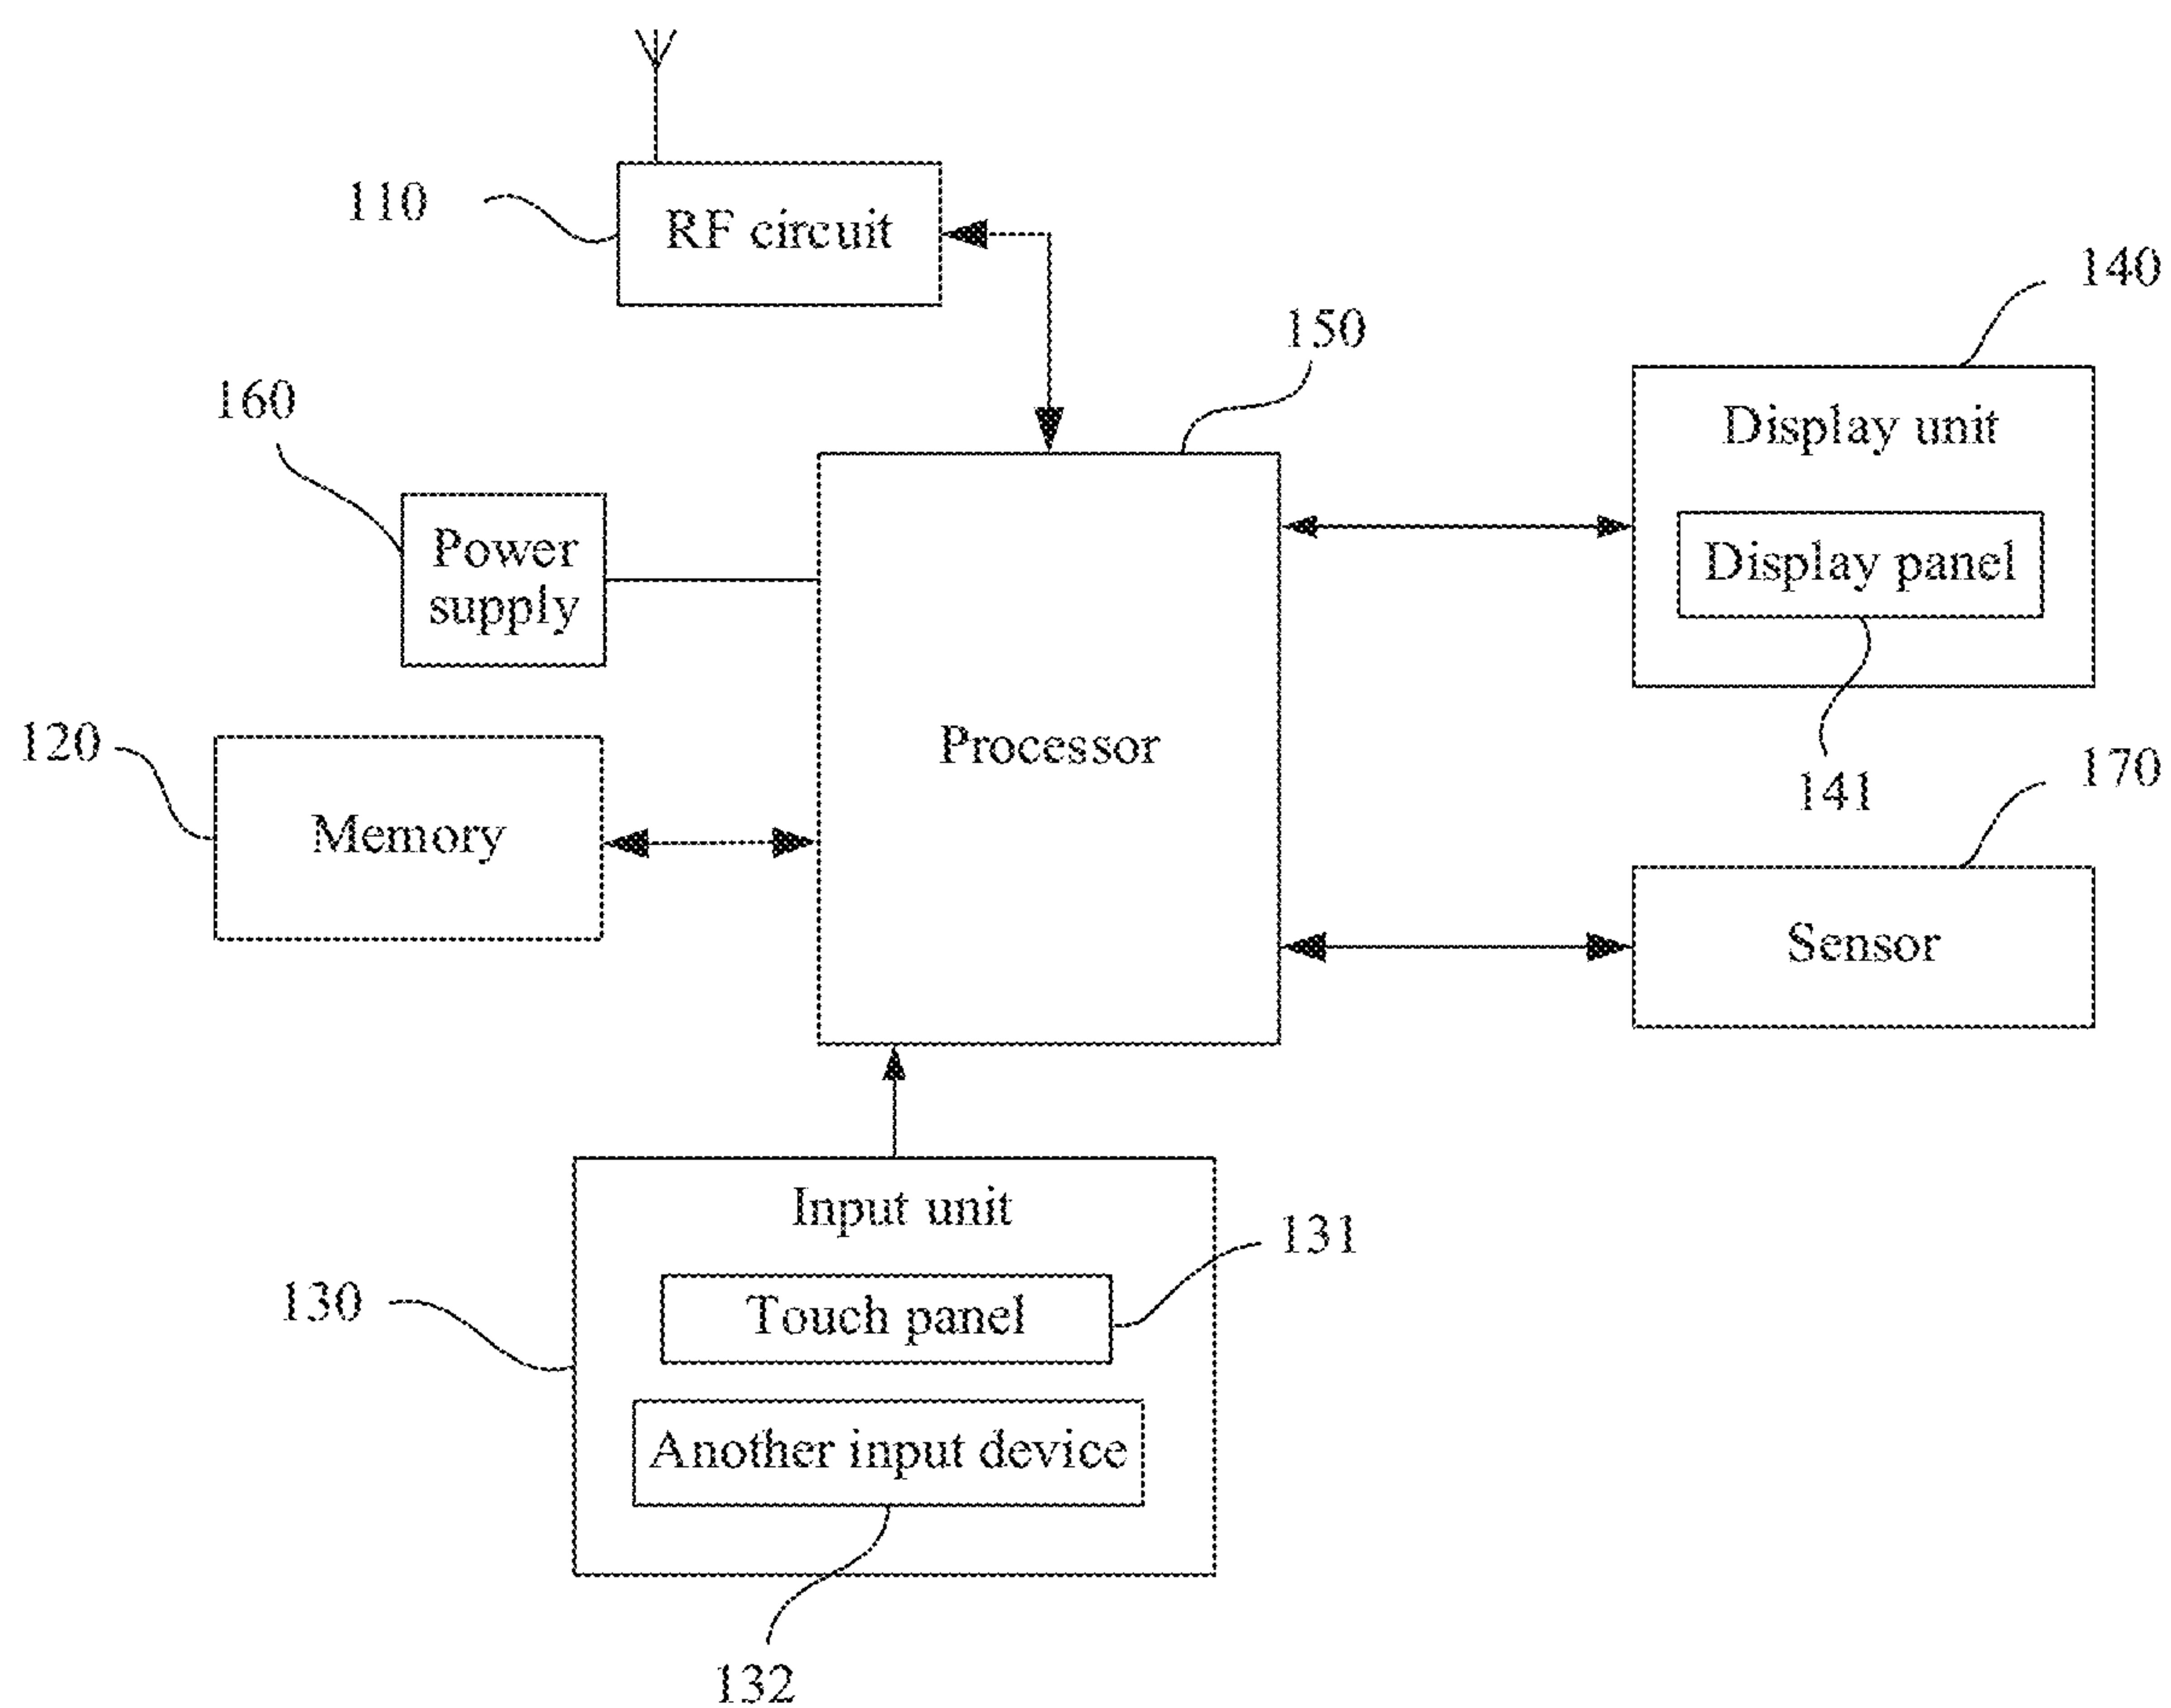 110
RF circuit
140
150
160
Display unit
Power
supply
Display panel
120
Memory
Processor
141
170
Sensor
Input unit
131
130
Touch panel
Another input device
132